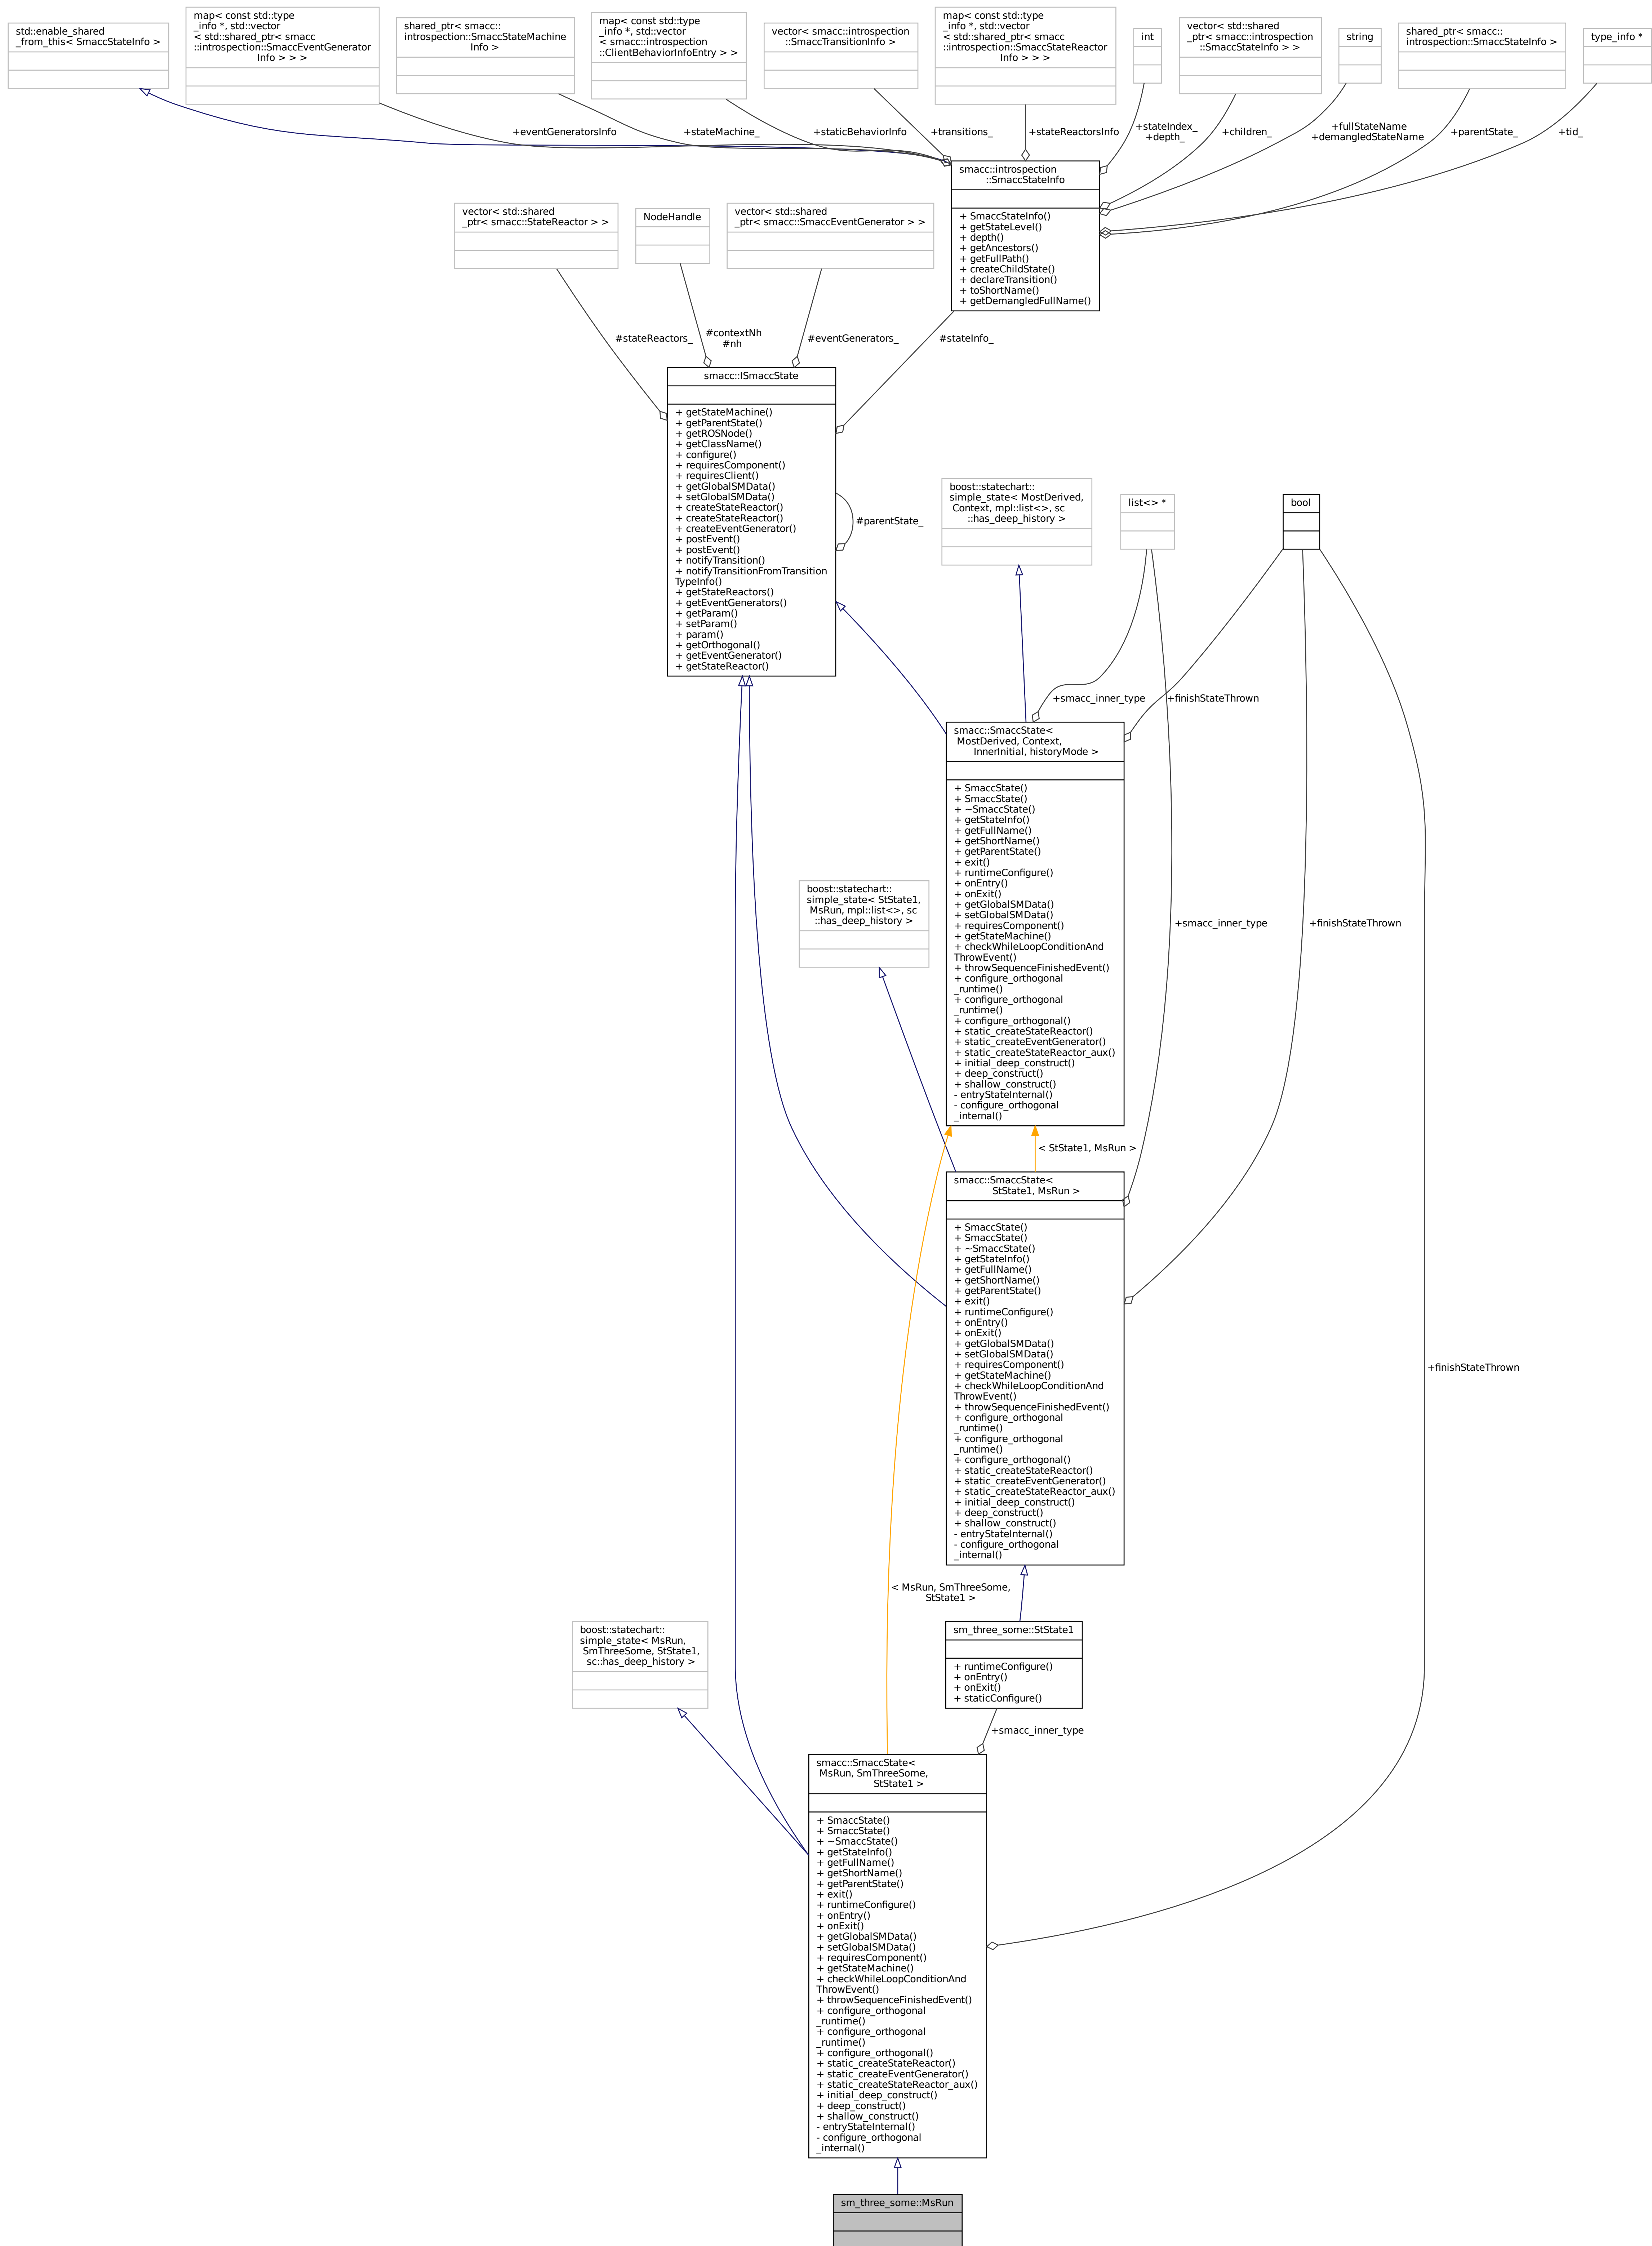 std::enable_shared
_from_this< SmaccStateInfo >
map< const std::type
_info *, std::vector
< std::shared_ptr< smacc
::introspection::SmaccEventGenerator
Info > > >
shared_ptr< smacc::
introspection::SmaccStateMachine
Info >
map< const std::type
_info *, std::vector
< smacc::introspection
::ClientBehaviorInfoEntry > >
vector< smacc::introspection
::SmaccTransitionInfo >
map< const std::type
_info *, std::vector
< std::shared_ptr< smacc
::introspection::SmaccStateReactor
Info > > >
int
vector< std::shared
_ptr< smacc::introspection
::SmaccStateInfo > >
string
shared_ptr< smacc::
introspection::SmaccStateInfo >
type_info *
+eventGeneratorsInfo
+stateMachine_
+staticBehaviorInfo
+transitions_
+stateReactorsInfo
+stateIndex_
+depth_
+children_
+fullStateName
+demangledStateName
+parentState_
+tid_
smacc::introspection
::SmaccStateInfo
+ SmaccStateInfo()
+ getStateLevel()
+ depth()
+ getAncestors()
+ getFullPath()
+ createChildState()
+ declareTransition()
+ toShortName()
+ getDemangledFullName()
vector< std::shared
_ptr< smacc::StateReactor > >
NodeHandle
vector< std::shared
_ptr< smacc::SmaccEventGenerator > >
#stateReactors_
#contextNh
#nh
#eventGenerators_
#stateInfo_
smacc::ISmaccState
+ getStateMachine()
+ getParentState()
+ getROSNode()
+ getClassName()
+ configure()
+ requiresComponent()
+ requiresClient()
+ getGlobalSMData()
+ setGlobalSMData()
+ createStateReactor()
+ createStateReactor()
+ createEventGenerator()
+ postEvent()
+ postEvent()
+ notifyTransition()
+ notifyTransitionFromTransition
TypeInfo()
+ getStateReactors()
+ getEventGenerators()
+ getParam()
+ setParam()
+ param()
+ getOrthogonal()
+ getEventGenerator()
+ getStateReactor()
#parentState_
boost::statechart::
simple_state< MostDerived,
Context, mpl::list<>, sc
::has_deep_history >
list<> *
bool
+smacc_inner_type
+finishStateThrown
smacc::SmaccState<
MostDerived, Context,
InnerInitial, historyMode >
+ SmaccState()
+ SmaccState()
+ ~SmaccState()
+ getStateInfo()
+ getFullName()
+ getShortName()
+ getParentState()
+ exit()
+ runtimeConfigure()
+ onEntry()
+ onExit()
+ getGlobalSMData()
+ setGlobalSMData()
+ requiresComponent()
+ getStateMachine()
+ checkWhileLoopConditionAnd
ThrowEvent()
+ throwSequenceFinishedEvent()
+ configure_orthogonal
_runtime()
+ configure_orthogonal
_runtime()
+ configure_orthogonal()
+ static_createStateReactor()
+ static_createEventGenerator()
+ static_createStateReactor_aux()
+ initial_deep_construct()
+ deep_construct()
+ shallow_construct()
- entryStateInternal()
- configure_orthogonal
_internal()
boost::statechart::
simple_state< StState1,
MsRun, mpl::list<>, sc
::has_deep_history >
+smacc_inner_type
+finishStateThrown
< StState1, MsRun >
smacc::SmaccState<
StState1, MsRun >
+ SmaccState()
+ SmaccState()
+ ~SmaccState()
+ getStateInfo()
+ getFullName()
+ getShortName()
+ getParentState()
+ exit()
+ runtimeConfigure()
+ onEntry()
+ onExit()
+ getGlobalSMData()
+ setGlobalSMData()
+ requiresComponent()
+ getStateMachine()
+ checkWhileLoopConditionAnd
ThrowEvent()
+ throwSequenceFinishedEvent()
+ configure_orthogonal
_runtime()
+ configure_orthogonal
_runtime()
+ configure_orthogonal()
+ static_createStateReactor()
+ static_createEventGenerator()
+ static_createStateReactor_aux()
+ initial_deep_construct()
+ deep_construct()
+ shallow_construct()
- entryStateInternal()
- configure_orthogonal
_internal()
+finishStateThrown
< MsRun, SmThreeSome,
StState1 >
boost::statechart::
simple_state< MsRun,
SmThreeSome, StState1,
sc::has_deep_history >
sm_three_some::StState1
+ runtimeConfigure()
+ onEntry()
+ onExit()
+ staticConfigure()
+smacc_inner_type
smacc::SmaccState<
MsRun, SmThreeSome,
StState1 >
+ SmaccState()
+ SmaccState()
+ ~SmaccState()
+ getStateInfo()
+ getFullName()
+ getShortName()
+ getParentState()
+ exit()
+ runtimeConfigure()
+ onEntry()
+ onExit()
+ getGlobalSMData()
+ setGlobalSMData()
+ requiresComponent()
+ getStateMachine()
+ checkWhileLoopConditionAnd
ThrowEvent()
+ throwSequenceFinishedEvent()
+ configure_orthogonal
_runtime()
+ configure_orthogonal
_runtime()
+ configure_orthogonal()
+ static_createStateReactor()
+ static_createEventGenerator()
+ static_createStateReactor_aux()
+ initial_deep_construct()
+ deep_construct()
+ shallow_construct()
- entryStateInternal()
- configure_orthogonal
_internal()
sm_three_some::MsRun